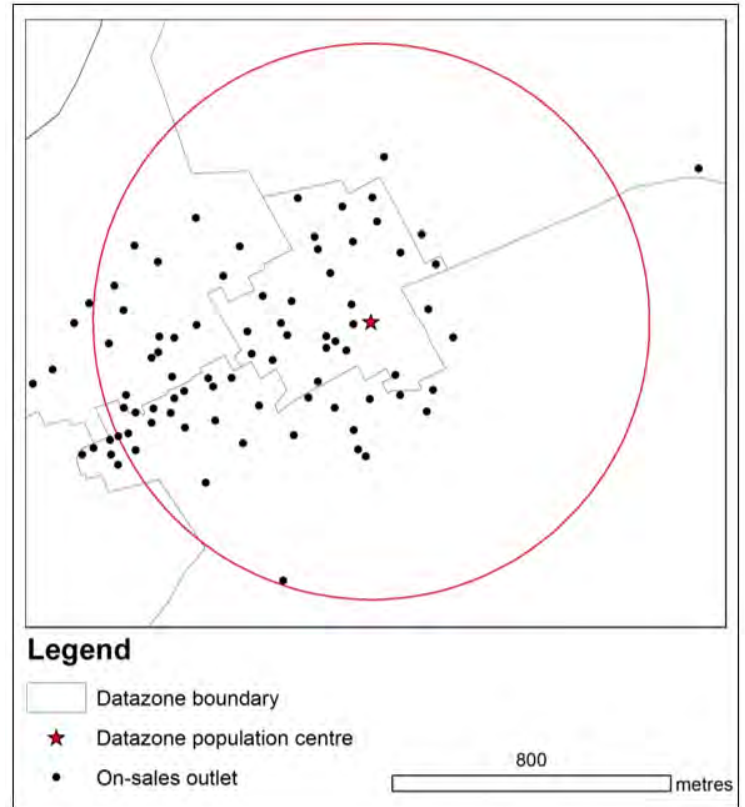 Legend
Datazone boundary
Datazone population centre
On-sales outlet
800
metres